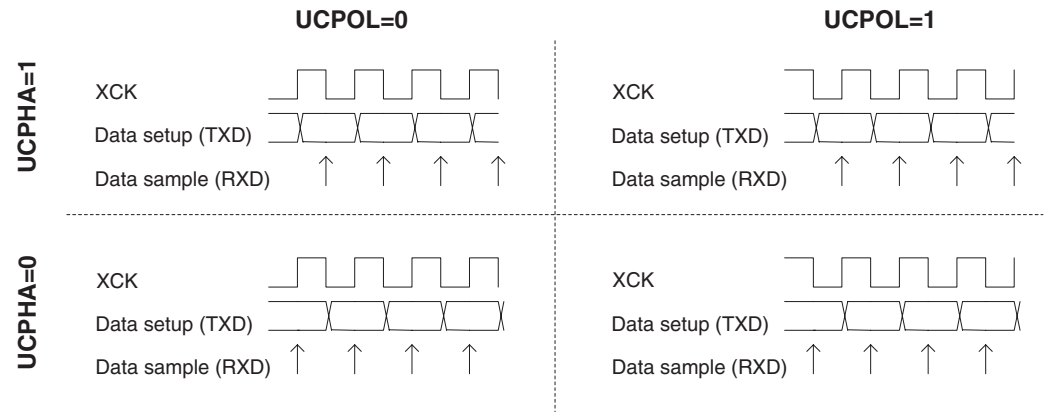 UCPOL=0
UCPOL=1
UCPHA=1
XCK
Data setup (TXD)
Data sample (RXD)
XCK
Data setup (TXD)
Data sample (RXD)
UCPHA=0
XCK
Data setup (TXD)
Data sample (RXD)
XCK
Data setup (TXD)
Data sample (RXD)